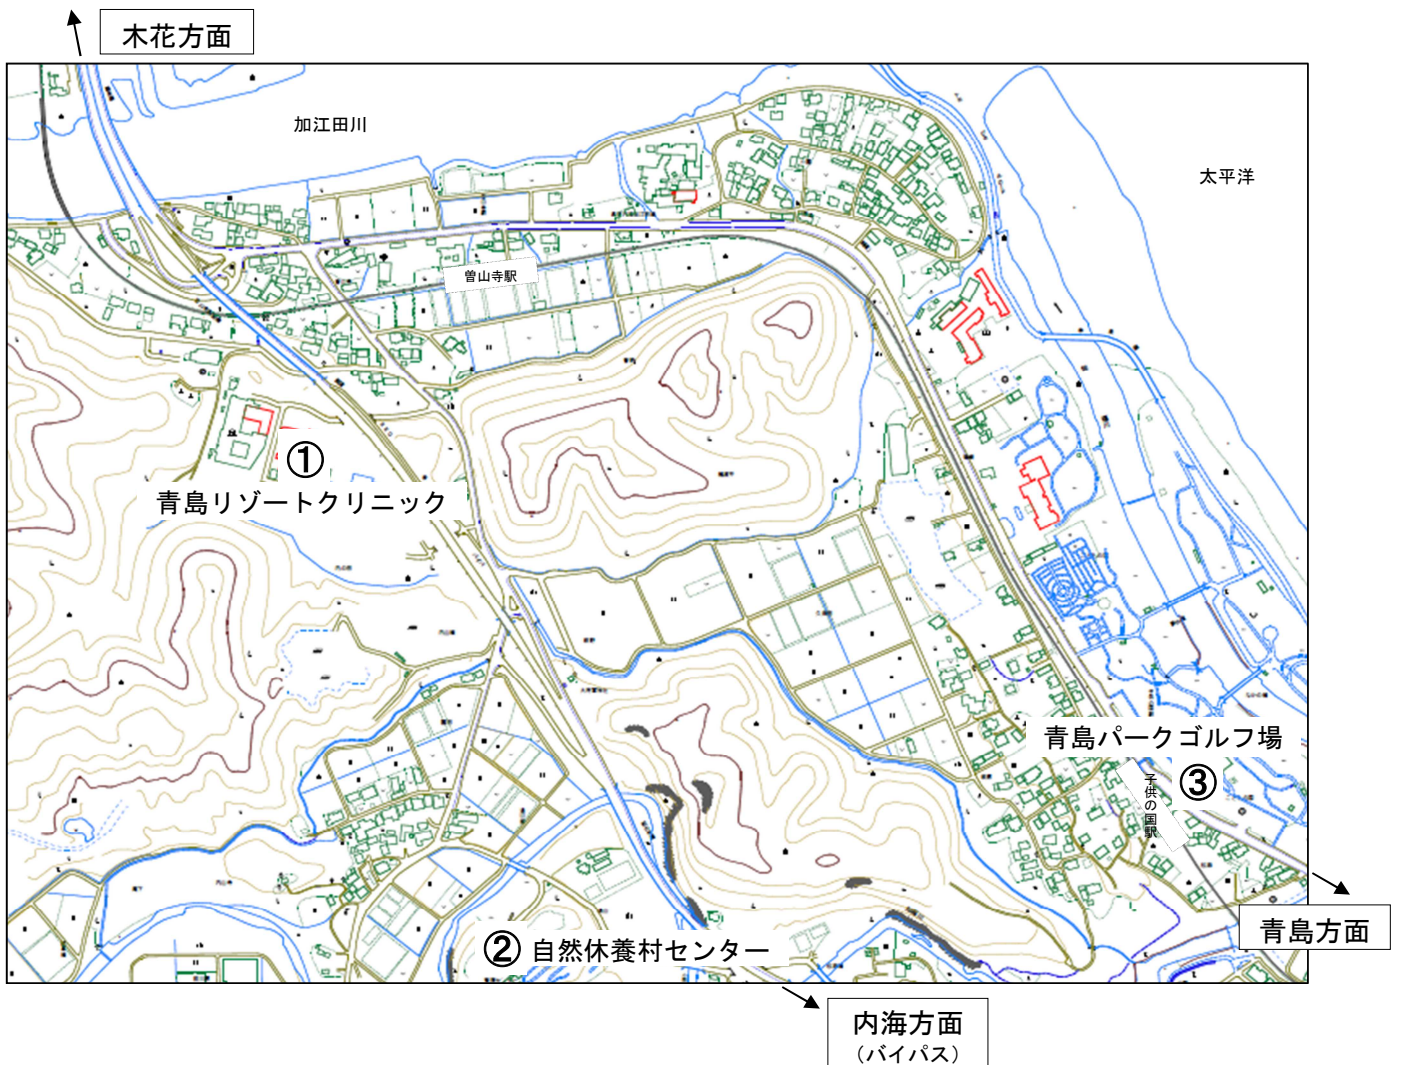 木花方面
加江田川
太平洋
曽山寺駅
①
青島リゾートクリニック
青島パークゴルフ場
③
子供の国駅
青島方面
② 自然休養村センター
内海方面
（バイパス）